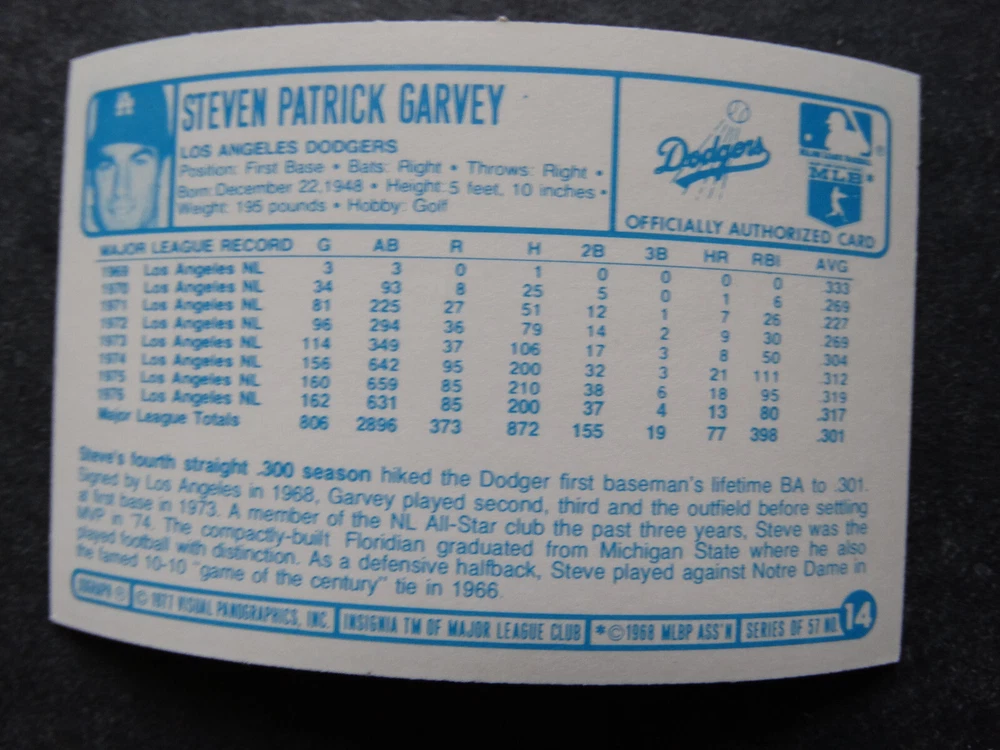 STEVEN PATRICK GARVEY
LOS ANGELES DODGERS
Position: First Base • Bats: Right • Throws: Right •
Born: December 22, 1948 • Height: 5 feet, 10 inches •
Weight: 195 pounds • Hobby: Golf
LA
Dodgers
MAJOR LEAGUE BASEBALL ®
MLB*
OFFICIALLY AUTHORIZED CARD
MAJOR LEAGUE RECORD G AB R H 2B 3B HR RBI AVG
1969 Los Angeles NL 3 3 0 1 0 0 0 0 .333
1970 Los Angeles NL 34 93 8 25 5 0 1 6 .269
1971 Los Angeles NL 81 225 27 51 12 1 7 26 .227
1972 Los Angeles NL 96 294 36 79 14 2 9 30 .269
1973 Los Angeles NL 114 349 37 106 17 3 8 50 .304
1974 Los Angeles NL 156 642 95 200 32 3 21 111 .312
1975 Los Angeles NL 160 659 85 210 38 6 18 95 .319
1976 Los Angeles NL 162 631 85 200 37 4 13 80 .317
Major League Totals 806 2896 373 872 155 19 77 398 .301
Steve's fourth straight .300 season hiked the Dodger first baseman's lifetime BA to .301.
Signed by Los Angeles in 1968, Garvey played second, third and the outfield before settling
at first base in 1973. A member of the NL All-Star club the past three years, Steve was the
MVP in '74. The compactly-built Floridian graduated from Michigan State where he also
played football with distinction. As a defensive halfback, Steve played against Notre Dame in
the famed 10-10 "game of the century" tie in 1966.
XOGRAPH ® © 1977 VISUAL PANOGRAPHICS, INC. INSIGNIA TM OF MAJOR LEAGUE CLUB *©1968 MLBP ASS'N SERIES OF 57 NO. 14